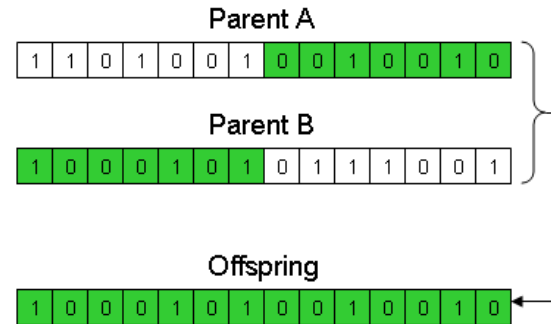 Parent A
1 1 0 1 0 0 1 0 0 1 0 0 1 0
Parent B
1 0 0 0 1 0 1 0 1 1 1 0 0 1
Offspring
1 0 0 0 1 0 1 0 0 1 0 0 1 0